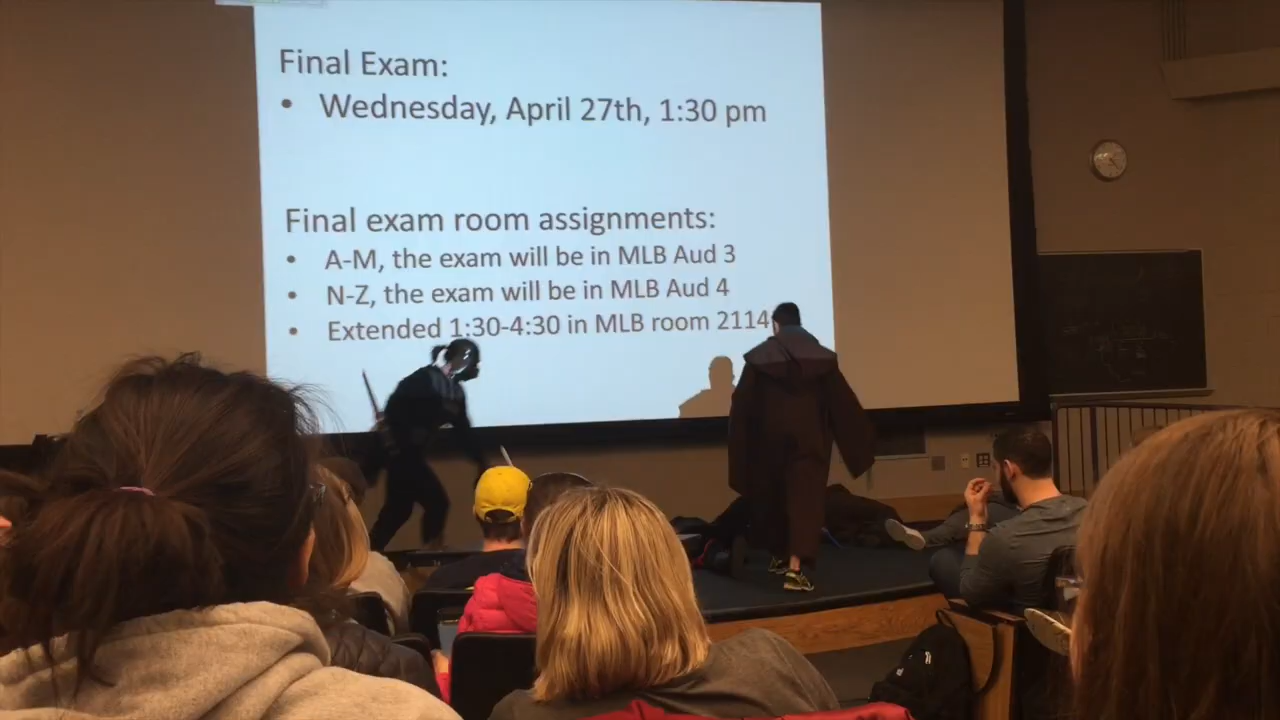 Final Exam:
• Wednesday, April 27th, 1:30 pm
Final exam room assignments:
• A-M, the exam will be in MLB Aud 3
• N-Z, the exam will be in MLB Aud 4
• Extended 1:30-4:30 in MLB room 2114